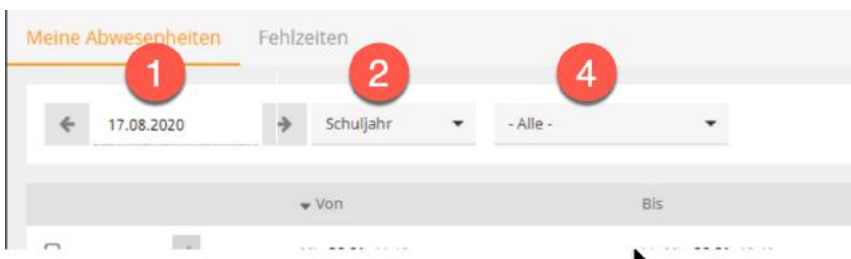 Meine Abwesenheiten Fehlzeiten
1 2 4
17.08.2020 Schuljahr - Alle -
Von Bis